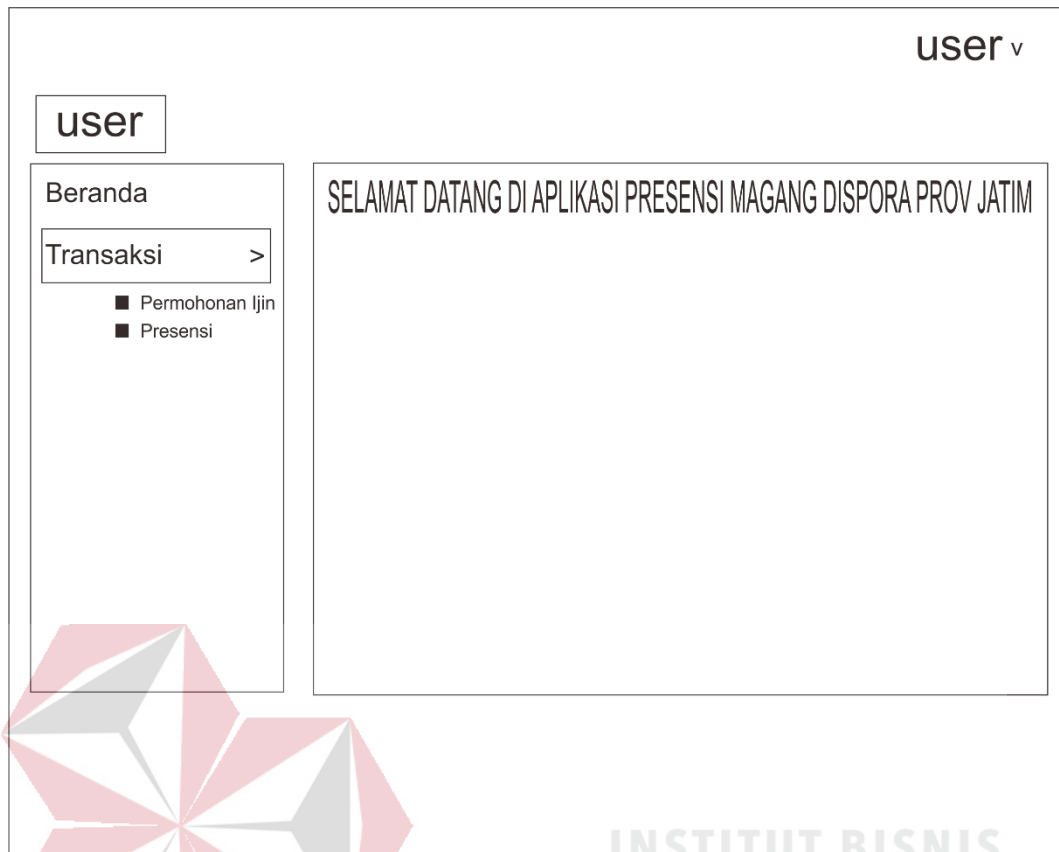 user v
user
Beranda
SELAMAT DATANG DI APLIKASI PRESENSI MAGANG DISPORA PROV JATIM
Transaksi >
Permohonan Ijin
Presensi
INSTITUT BISNIS